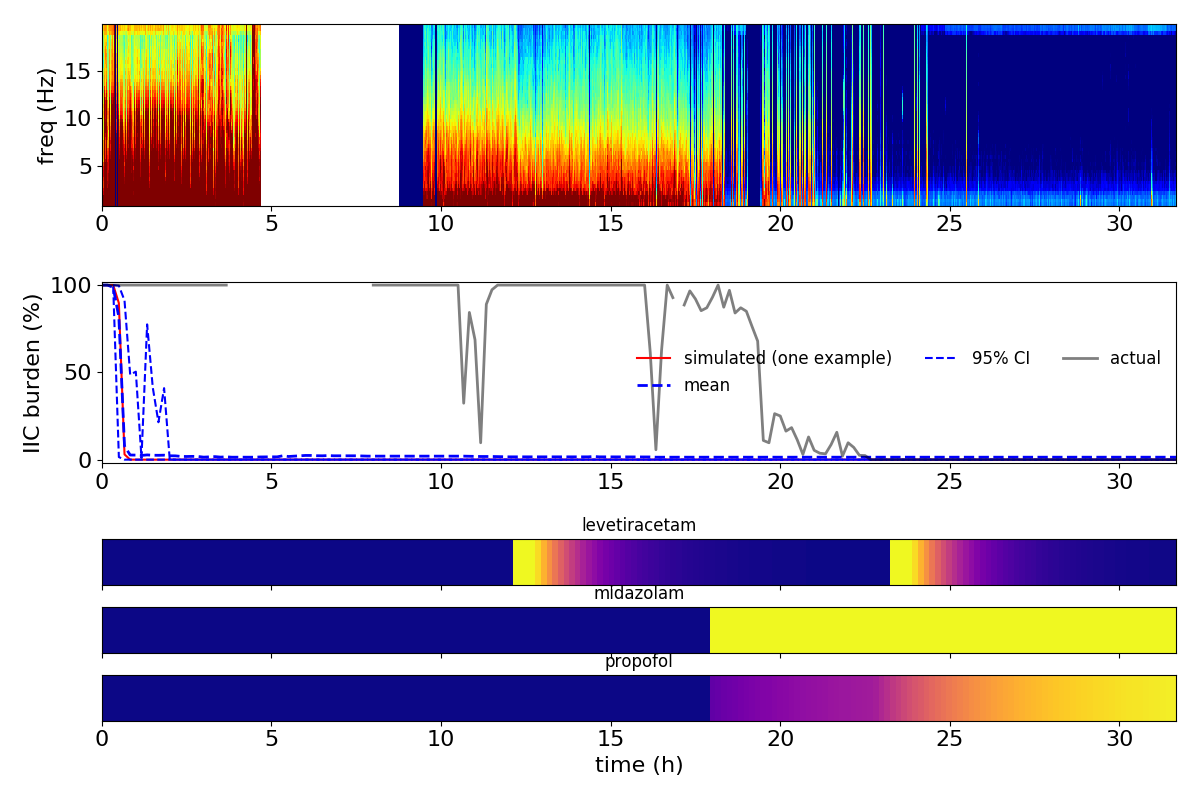 freq (Hz)
15
10
5
0 5 10 15 20 25 30
IIC burden (%)
100
50
0
simulated (one example)
mean
95% CI
actual
0 5 10 15 20 25 30
levetiracetam
midazolam
propofol
0 5 10 15 20 25 30
time (h)